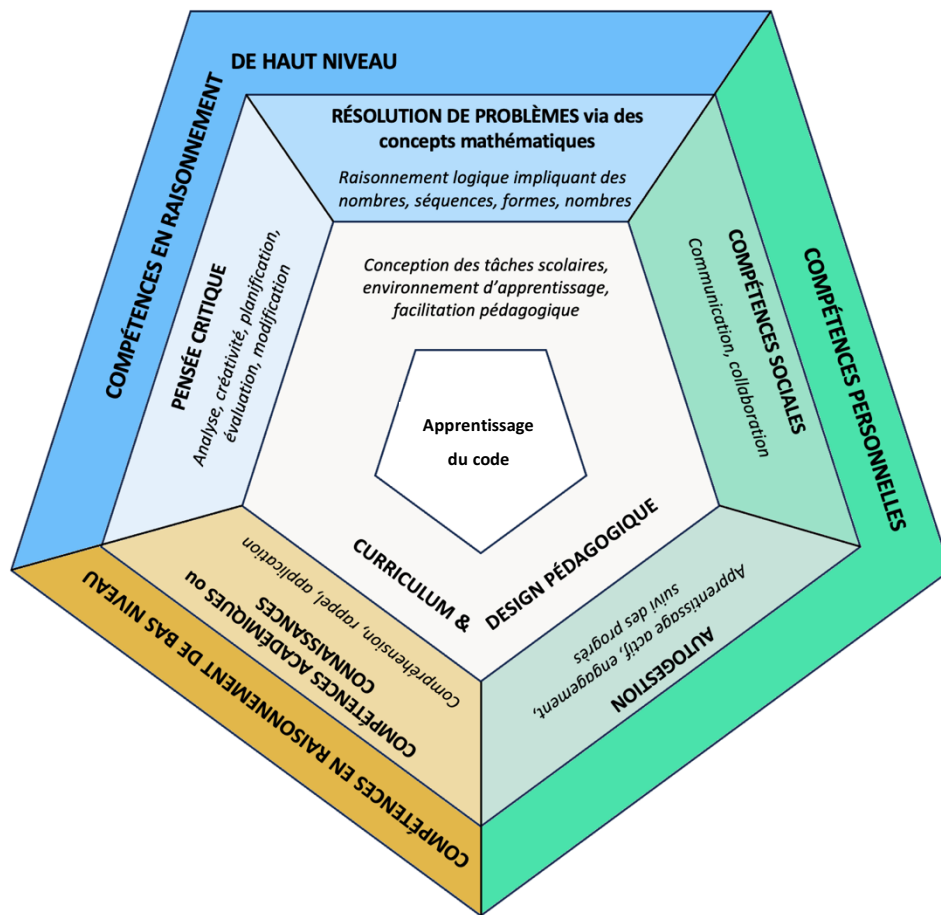 COMPÉTENCES EN RAISONNEMENT
DE HAUT NIVEAU
RÉSOLUTION DE PROBLÈMES via des
concepts mathématiques
Raisonnement logique impliquant des
nombres, séquences, formes, nombres
PENSÉE CRITIQUE
Analyse, créativité, planification,
évaluation, modification
Conception des tâches scolaires,
environnement d’apprentissage,
facilitation pédagogique
Apprentissage
du code
CURRICULUM &
DESIGN PÉDAGOGIQUE
COMPÉTENCES SOCIALES
Communication, collaboration
COMPÉTENCES PERSONNELLES
AUTOGESTION
Apprentissage actif, engagement,
suivi des progrès
COMPÉTENCES ACADÉMIQUES ou
CONNAISSANCES
Compréhension, rappel, application
COMPÉTENCES EN RAISONNEMENT DE BAS NIVEAU